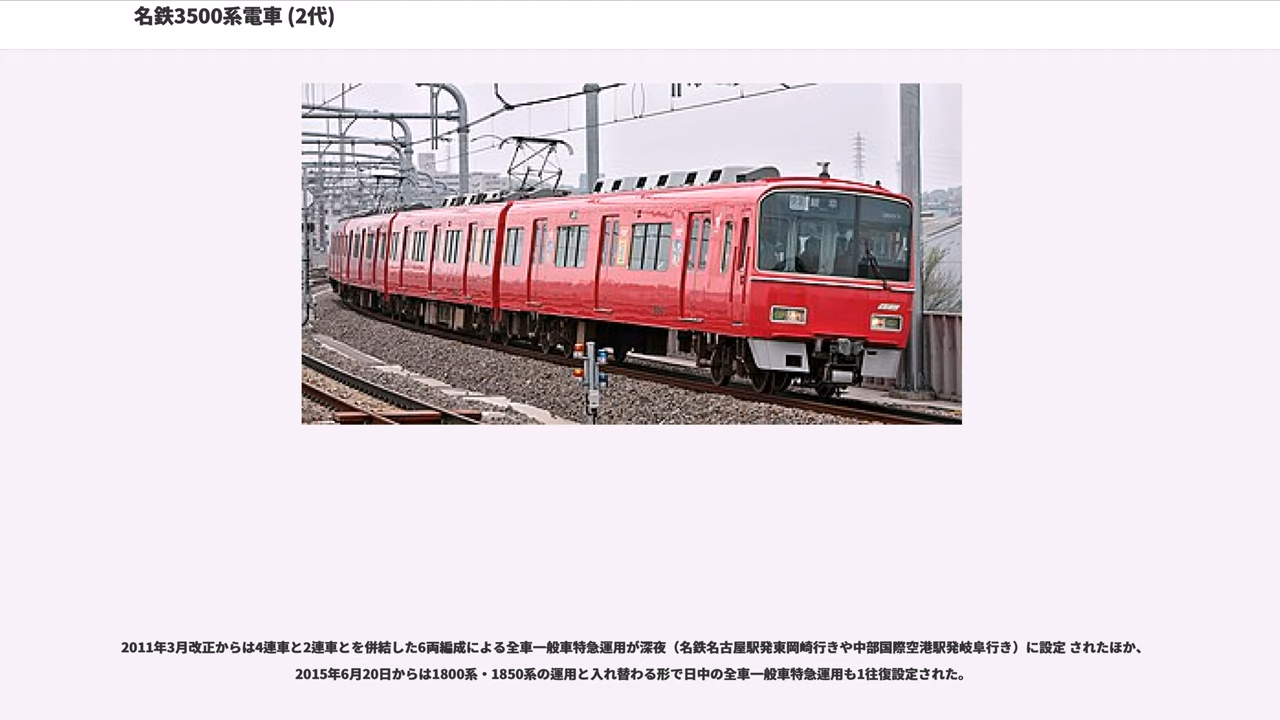 名鉄3500系電車 (2代)
2011年3月改正からは4連車と2連車とを併結した6両編成による全車一般車特急運用が深夜（名鉄名古屋駅発東岡崎行きや中部国際空港駅発岐阜行き）に設定 されたほか、
2015年6月20日からは1800系・1850系の運用と入れ替わる形で日中の全車一般車特急運用も1往復設定された。